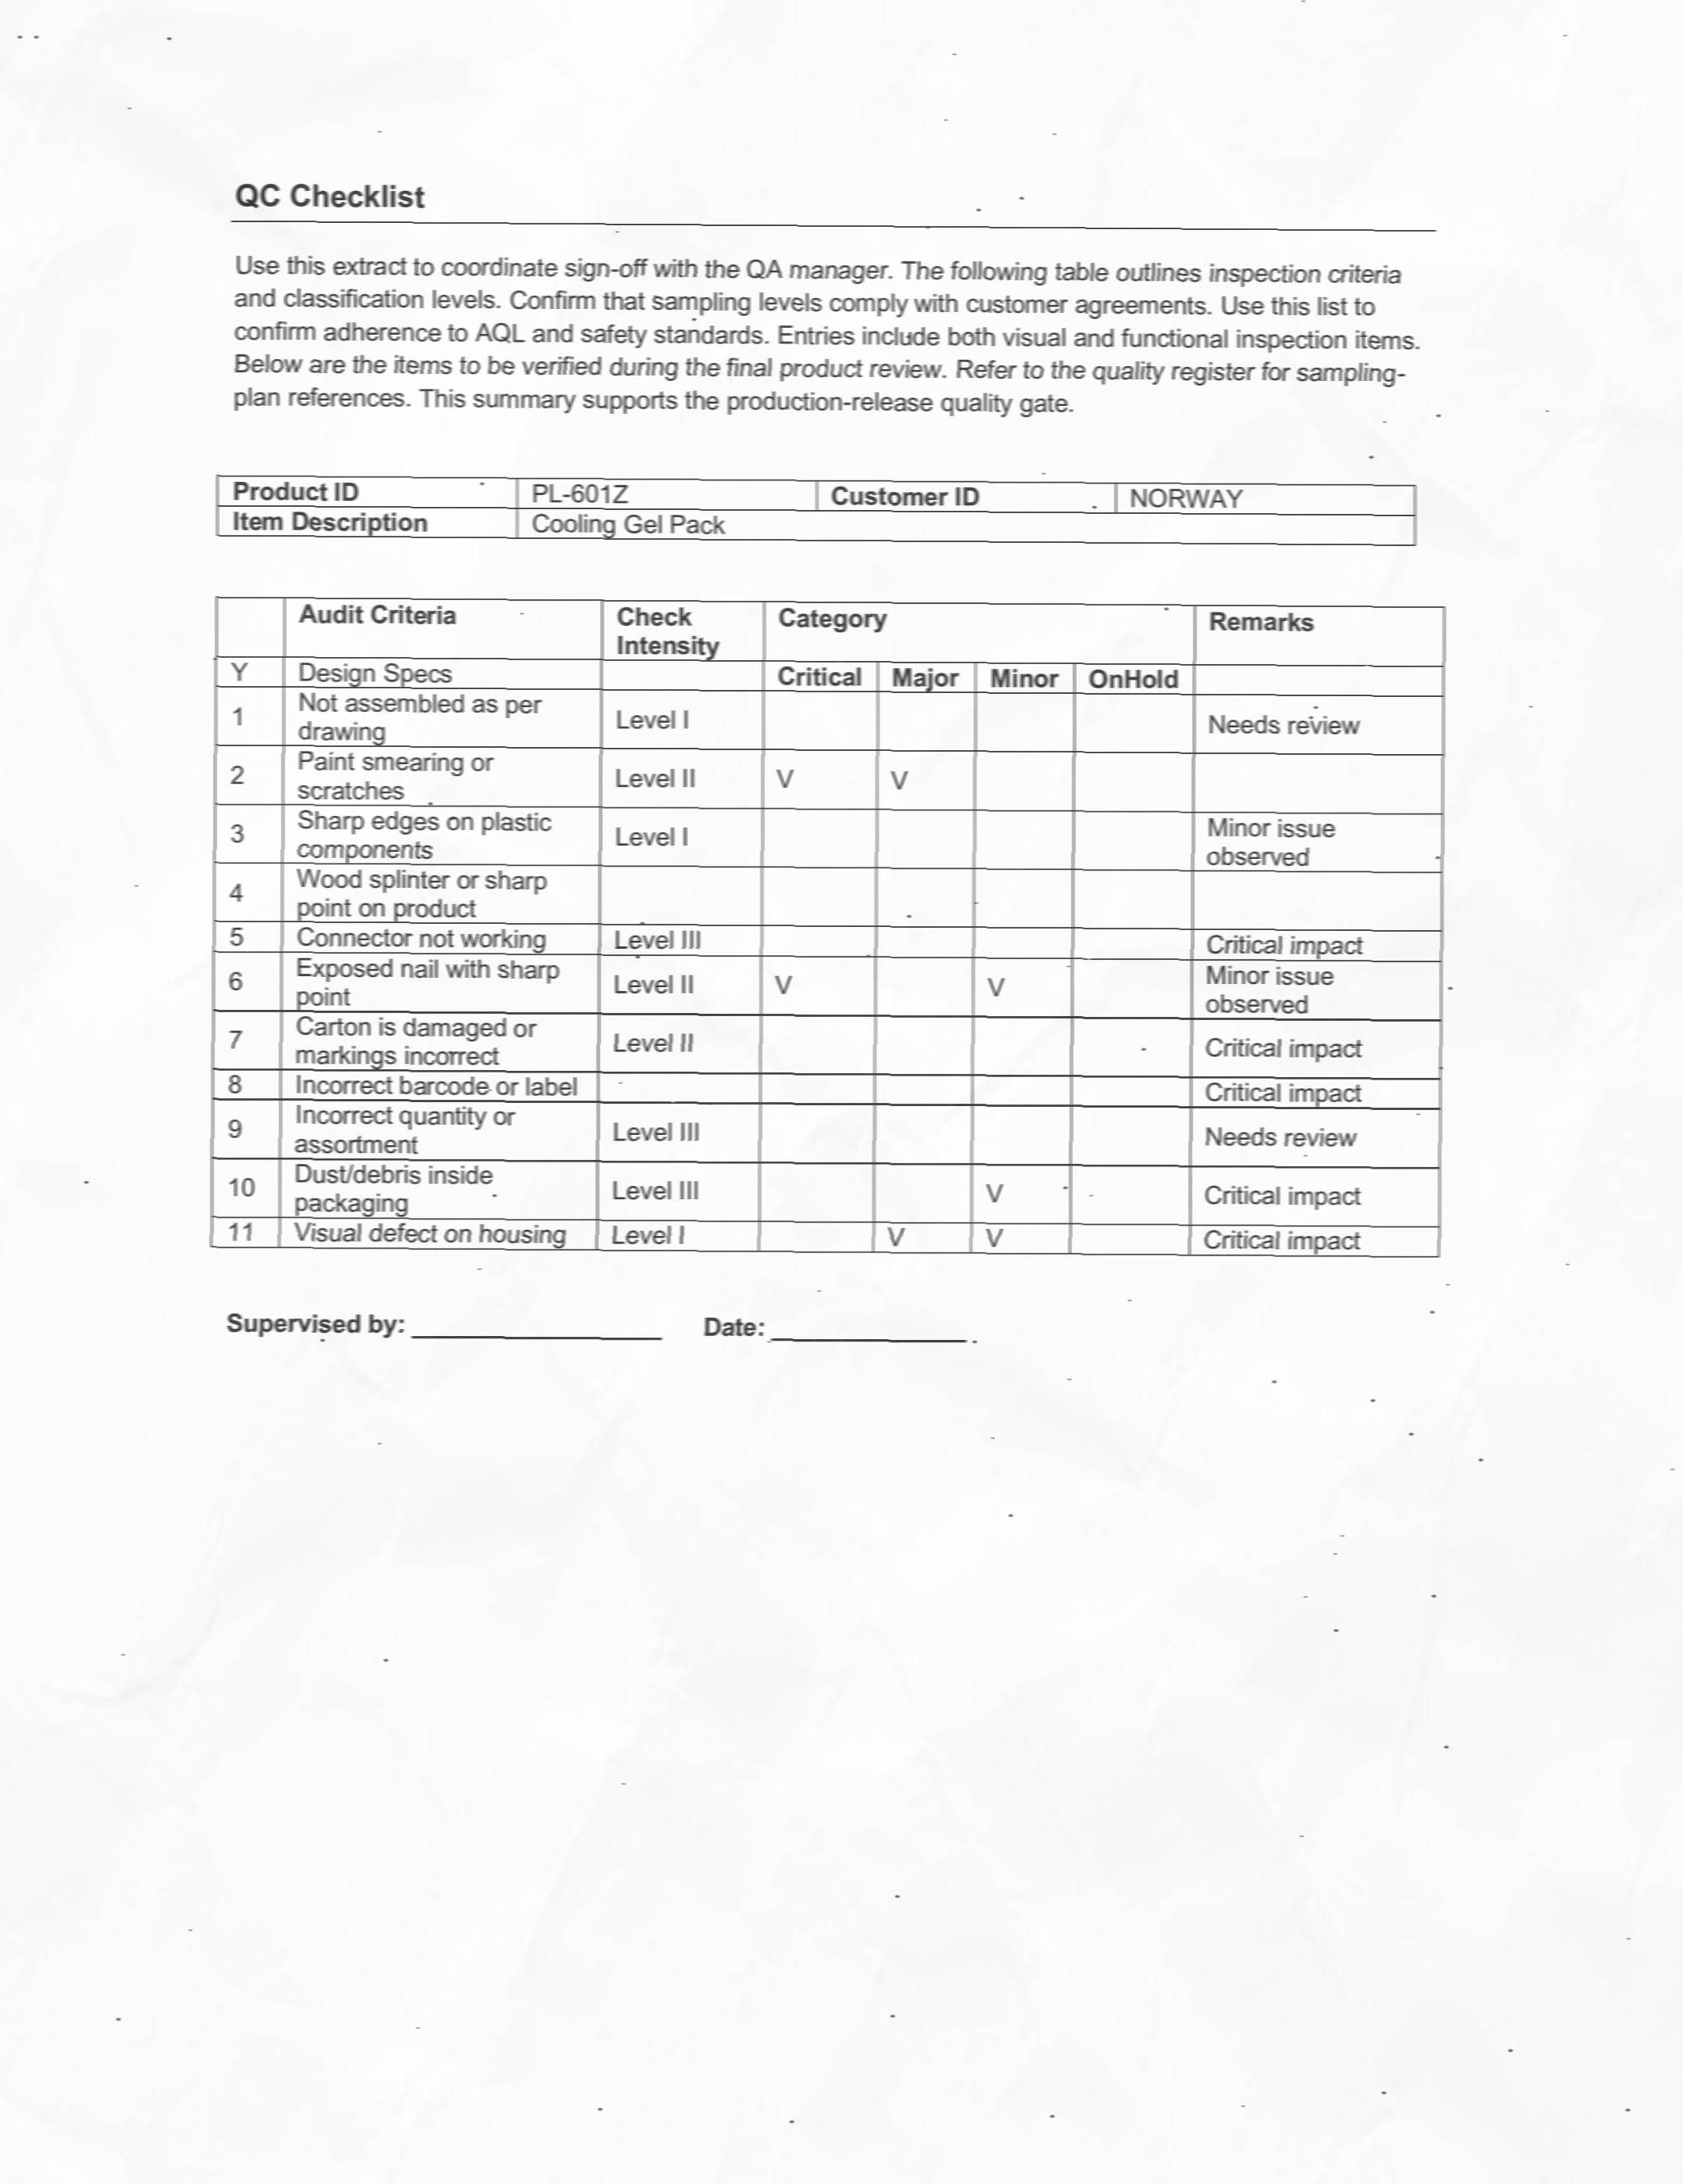 QC Checklist
Use this extract to coordinate sign-off with the QA manager. The following table outlines inspection criteria
and classification levels. Confirm that sampling levels comply with customer agreements. Use this list to
confirm adherence to AQL and safety standards. Entries include both visual and functional inspection items.
Below are the items to be verified during the final product review. Refer to the quality register for sampling-
plan references. This summary supports the production-release quality gate.
Product ID PL-601Z Customer ID NORWAY
Item Description Cooling Gel Pack
Audit Criteria Check Intensity Category Remarks
Y Design Specs Critical Major Minor OnHold
1 Not assembled as per drawing Level I Needs review
2 Paint smearing or scratches Level II V V
3 Sharp edges on plastic components Level I Minor issue observed
4 Wood splinter or sharp point on product
5 Connector not working Level III Critical impact
6 Exposed nail with sharp point Level II V V Minor issue observed
7 Carton is damaged or markings incorrect Level II Critical impact
8 Incorrect barcode or label Critical impact
9 Incorrect quantity or assortment Level III Needs review
10 Dust/debris inside packaging Level III V Critical impact
11 Visual defect on housing Level I V V Critical impact
Supervised by: Date: